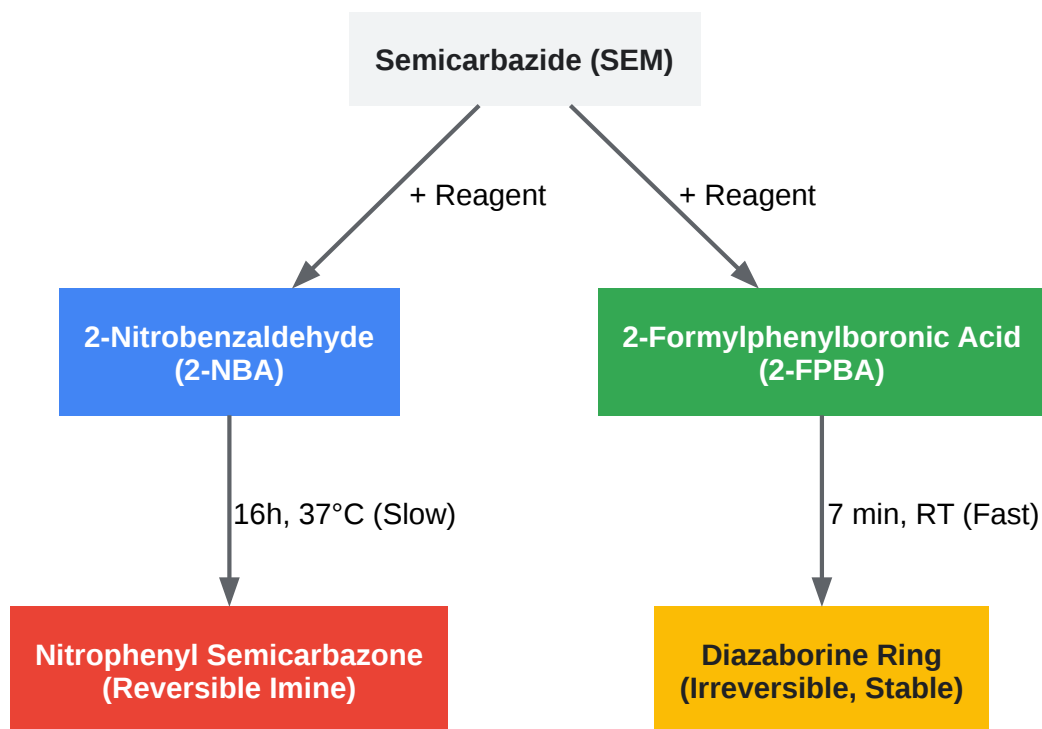 Semicarbazide (SEM)
+ Reagent
+ Reagent
2-Nitrobenzaldehyde
(2-NBA)
2-Formylphenylboronic Acid
(2-FPBA)
16h, 37°C (Slow)
7 min, RT (Fast)
Nitrophenyl Semicarbazone
(Reversible Imine)
Diazaborine Ring
(Irreversible, Stable)